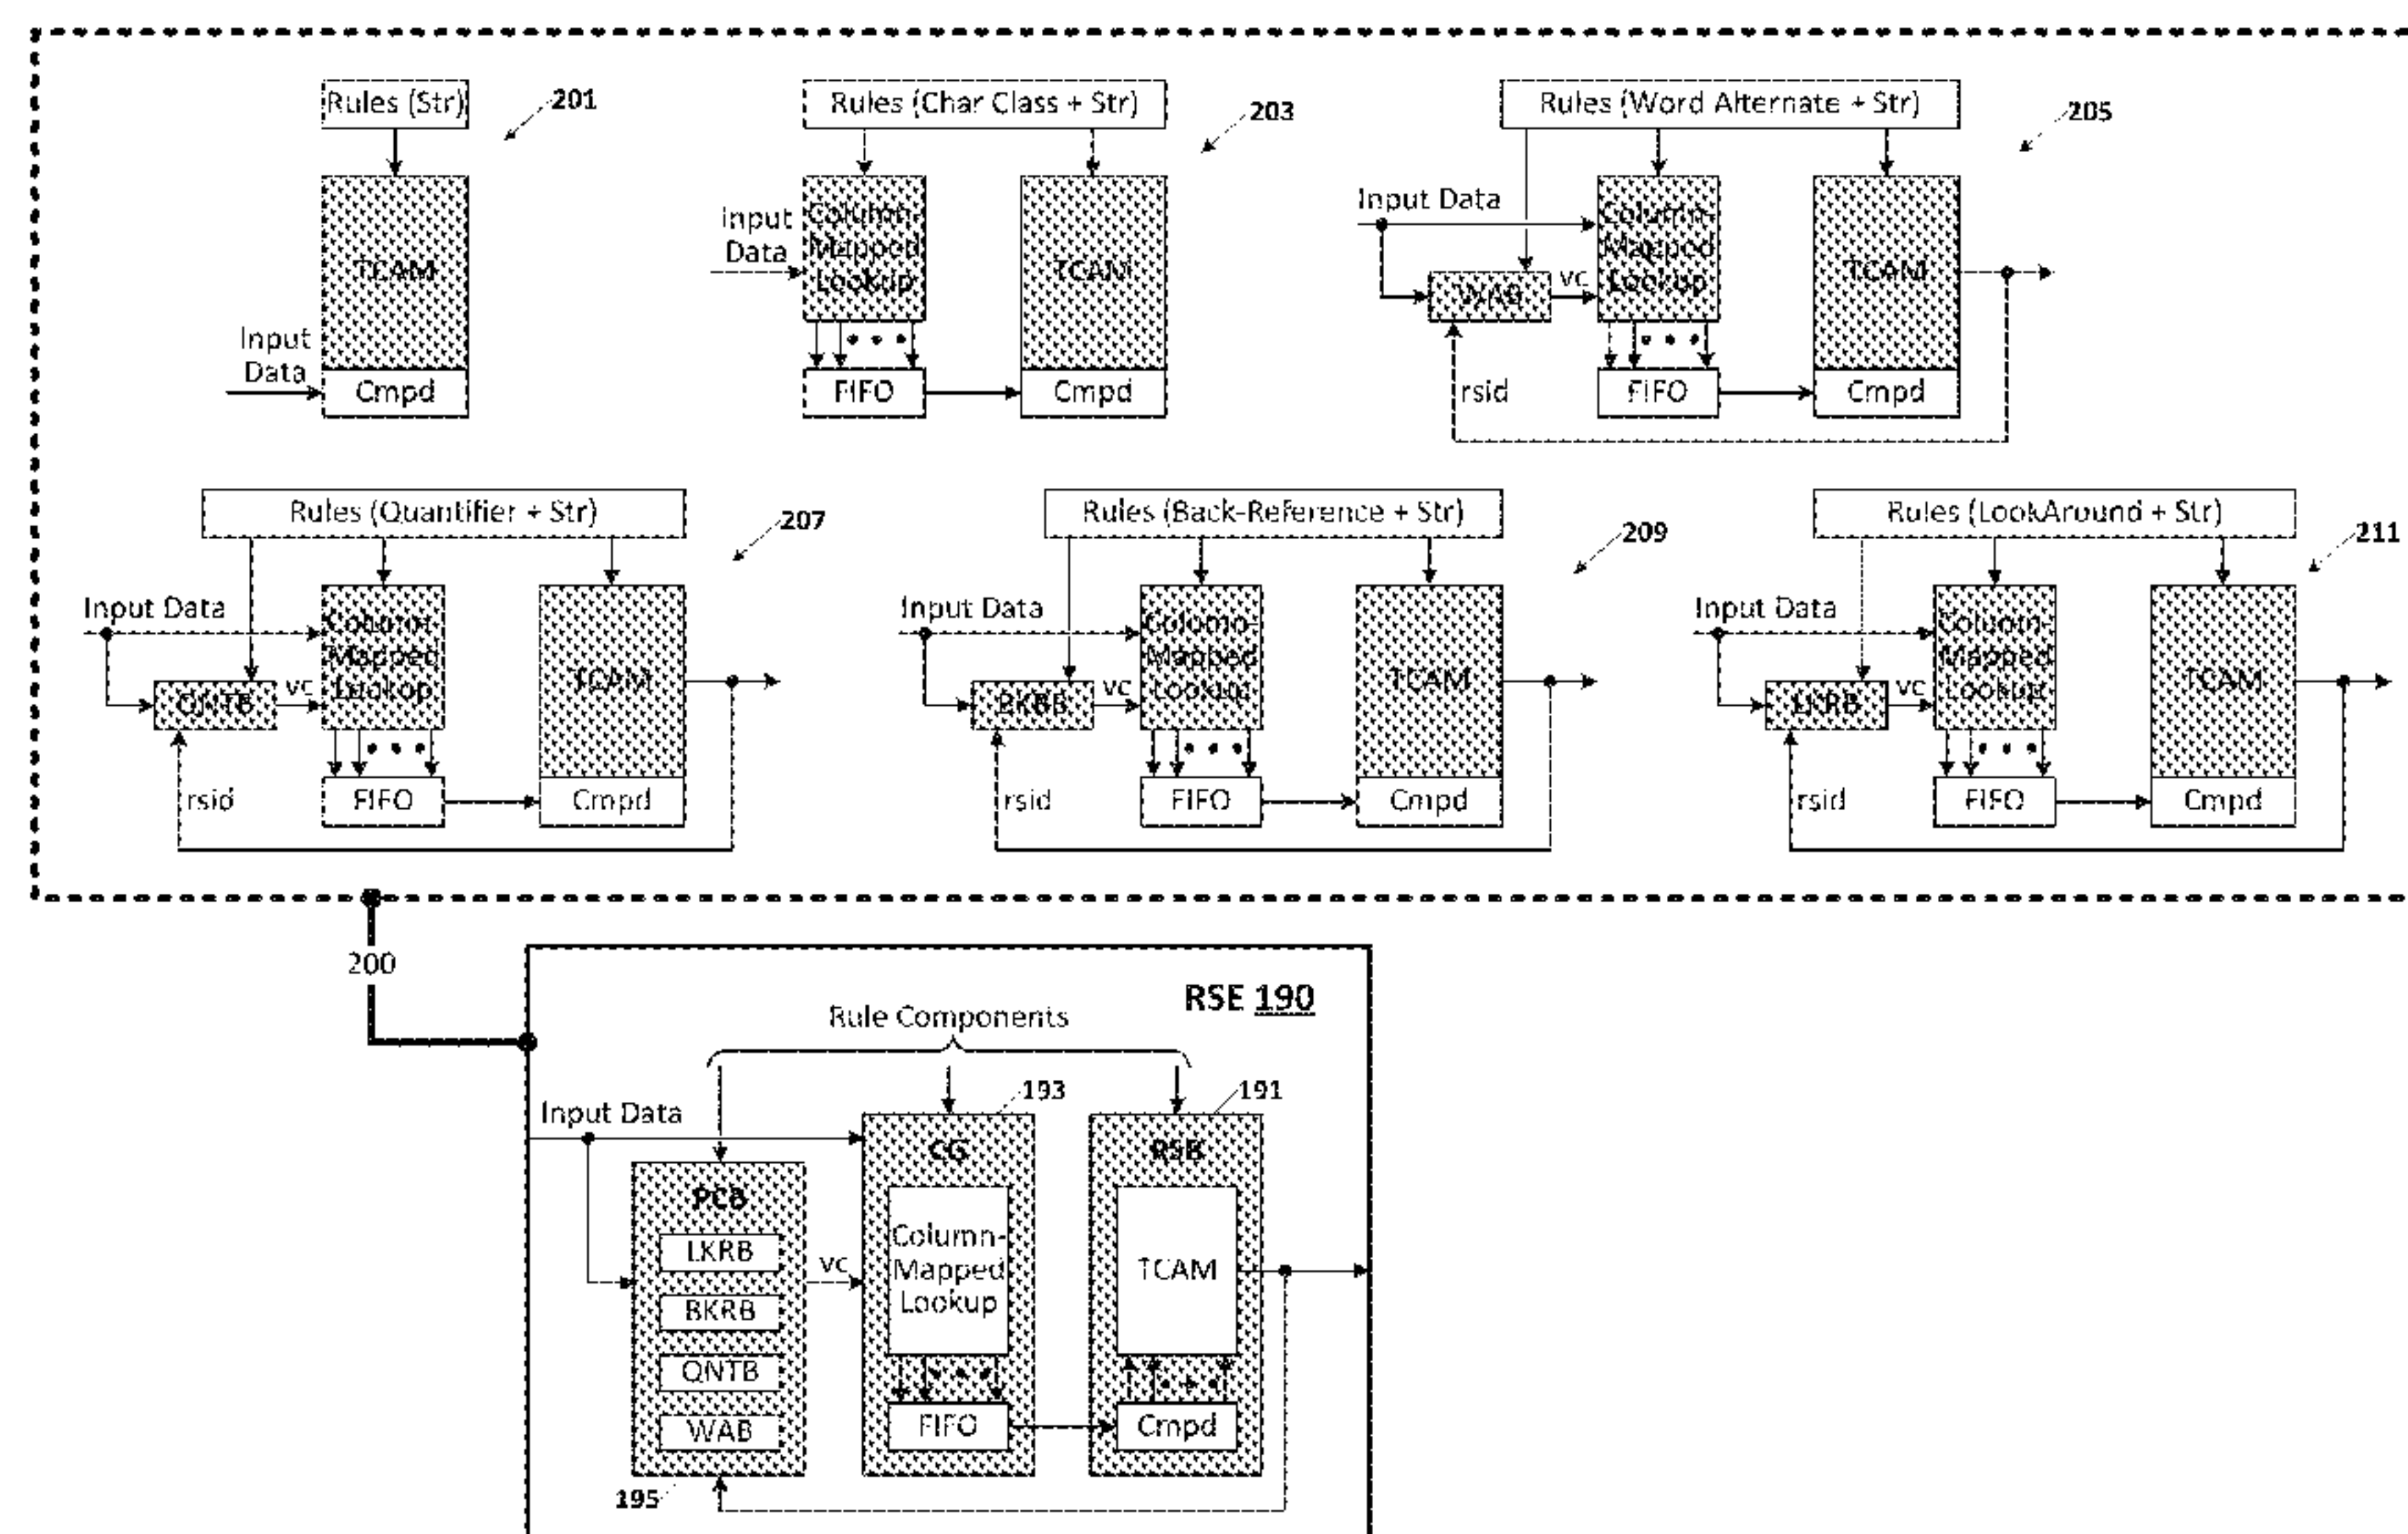 Rules (Str)
201
TCAM
Input
Data
Cmpd
Rules (Char Class + Str)
203
Input
Data
Column-
Mapped
Lookup
TCAM
FIFO
Cmpd
Rules (Word Alternate + Str)
205
Input Data
Column-
Mapped
Lookup
WAB
vc
TCAM
rsid
FIFO
Cmpd
Rules (Quantifier + Str)
207
Input Data
Column-
Mapped
Lookup
QNTB
vc
TCAM
rsid
FIFO
Cmpd
Rules (Back-Reference + Str)
209
Input Data
Column-
Mapped
Lookup
BKRB
vc
TCAM
rsid
FIFO
Cmpd
Rules (LookAround + Str)
211
Input Data
Column-
Mapped
Lookup
LKRB
vc
TCAM
rsid
FIFO
Cmpd
200
RSE 190
Rule Components
193
191
Input Data
CG
RSB
PCB
LKRB
BKRB
QNTB
WAB
vc
Column-
Mapped
Lookup
TCAM
FIFO
Cmpd
195